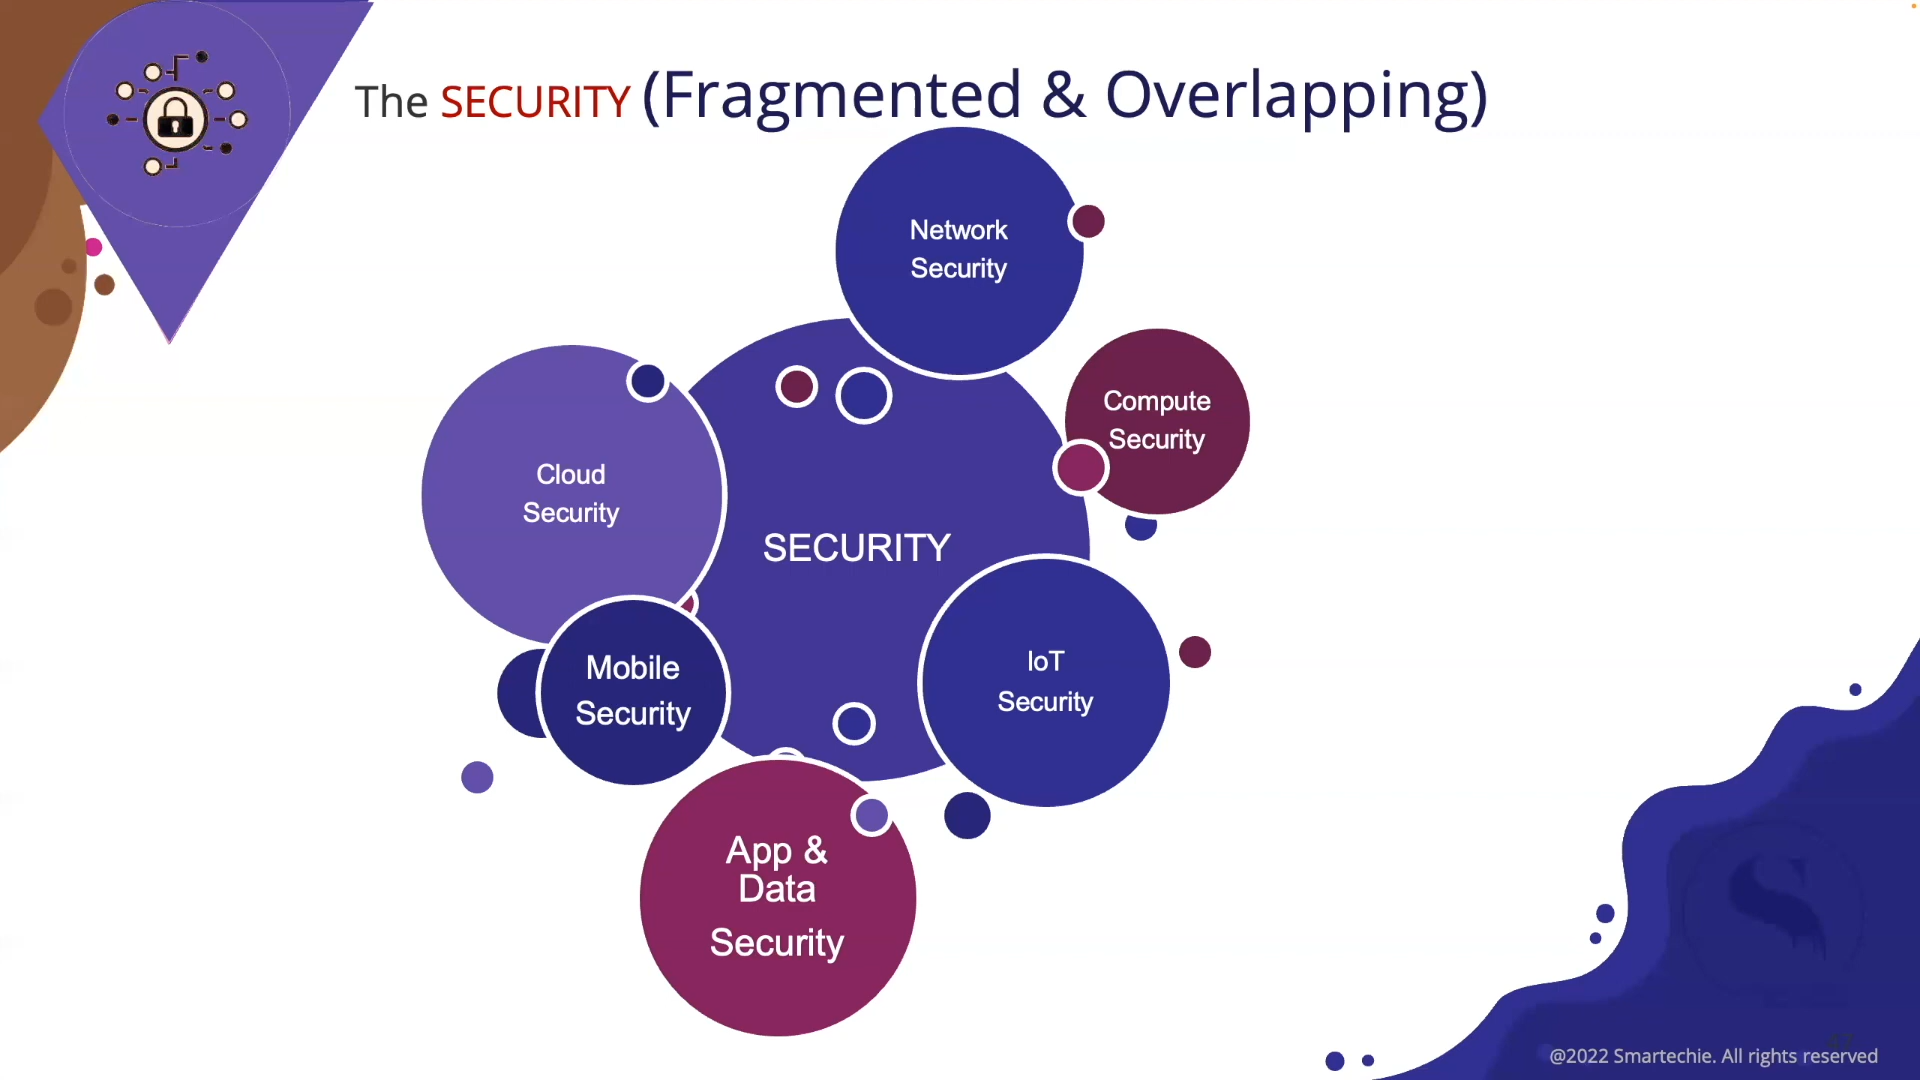 The SECURITY (Fragmented & Overlapping)
Network
Security
Compute
Security
Cloud
Security
SECURITY
IoT
Security
Mobile
Security
App &
Data
Security
@2022 Smartechie. All rights reserved